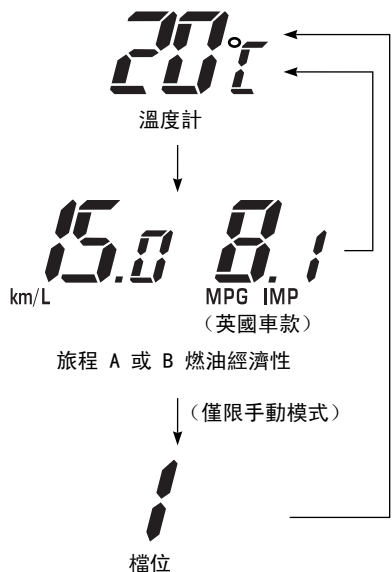 20℃
溫度計
15.0 8.1
km/L MPG IMP
（英國車款）
旅程 A 或 B 燃油經濟性
（僅限手動模式）
1
檔位